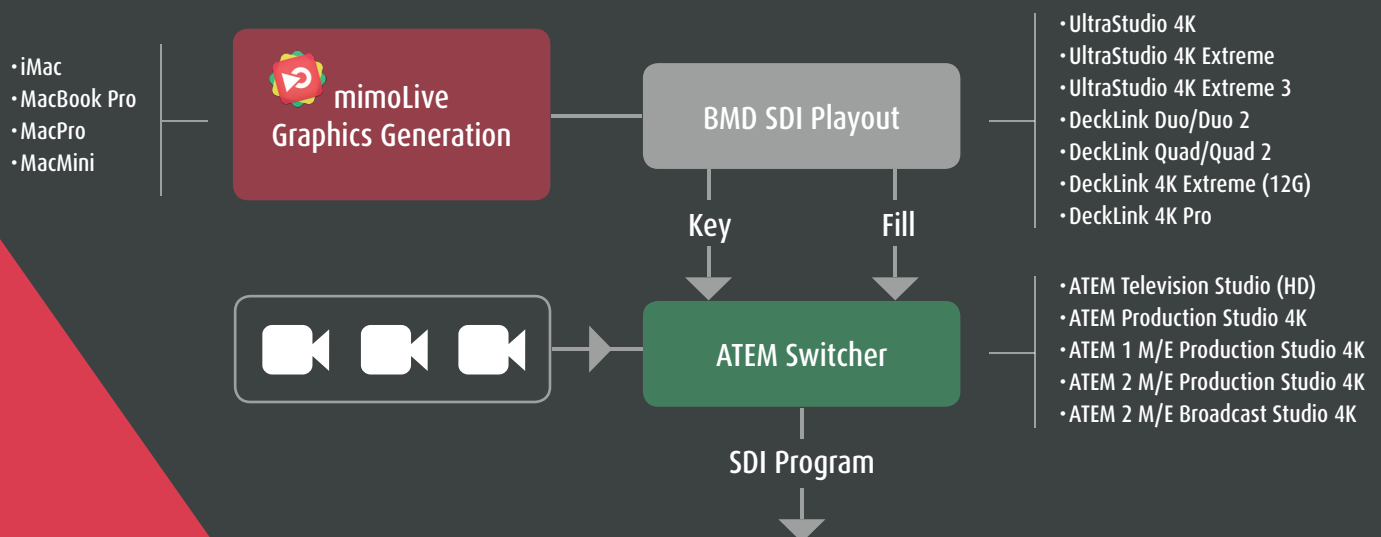 •iMac
•MacBook Pro
•MacPro
•MacMini
mimoLive
Graphics Generation
BMD SDI Playout
•UltraStudio 4K
•UltraStudio 4K Extreme
•UltraStudio 4K Extreme 3
•DeckLink Duo/Duo 2
•DeckLink Quad/Quad 2
•DeckLink 4K Extreme (12G)
•DeckLink 4K Pro
Key
Fill
ATEM Switcher
•ATEM Television Studio (HD)
•ATEM Production Studio 4K
•ATEM 1 M/E Production Studio 4K
•ATEM 2 M/E Production Studio 4K
•ATEM 2 M/E Broadcast Studio 4K
SDI Program